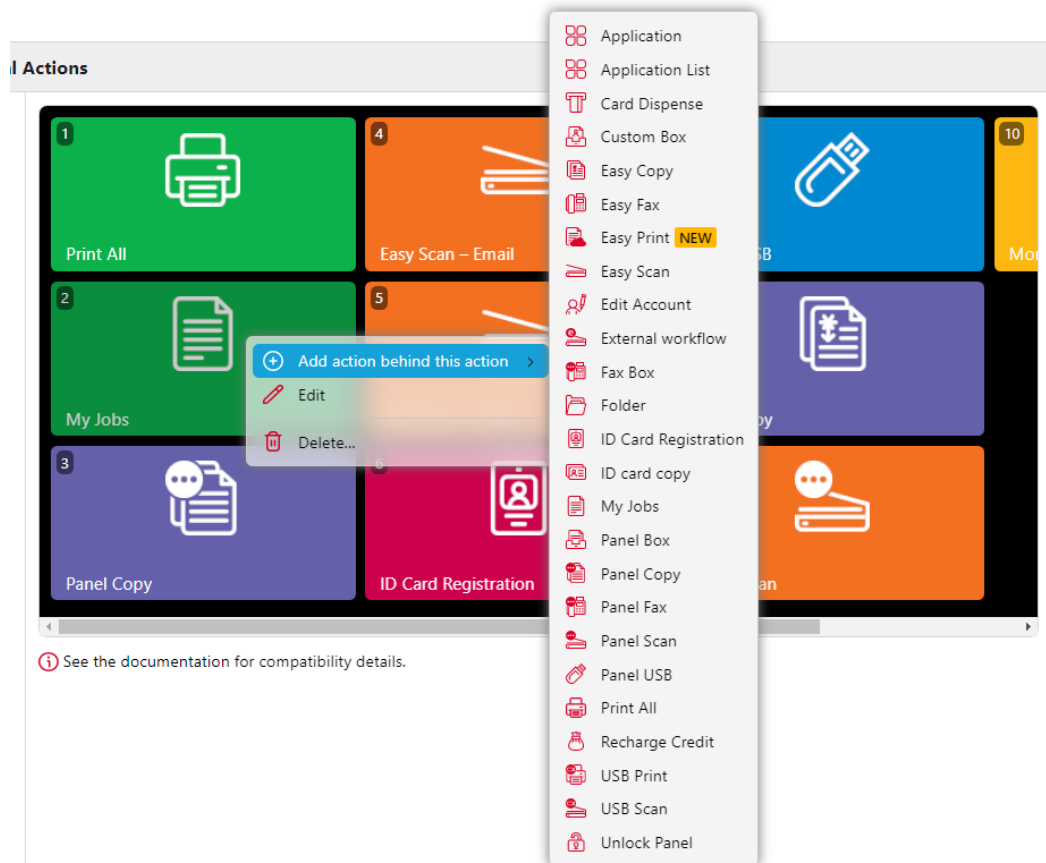 l Actions
1
Print All
4
Easy Scan – Email
SB
10
Mo
2
My Jobs
5
py
3
Panel Copy
6
ID Card Registration
an
Add action behind this action
Edit
Delete...
Application
Application List
Card Dispense
Custom Box
Easy Copy
Easy Fax
Easy Print NEW
Easy Scan
Edit Account
External workflow
Fax Box
Folder
ID Card Registration
ID card copy
My Jobs
Panel Box
Panel Copy
Panel Fax
Panel Scan
Panel USB
Print All
Recharge Credit
USB Print
USB Scan
Unlock Panel
See the documentation for compatibility details.